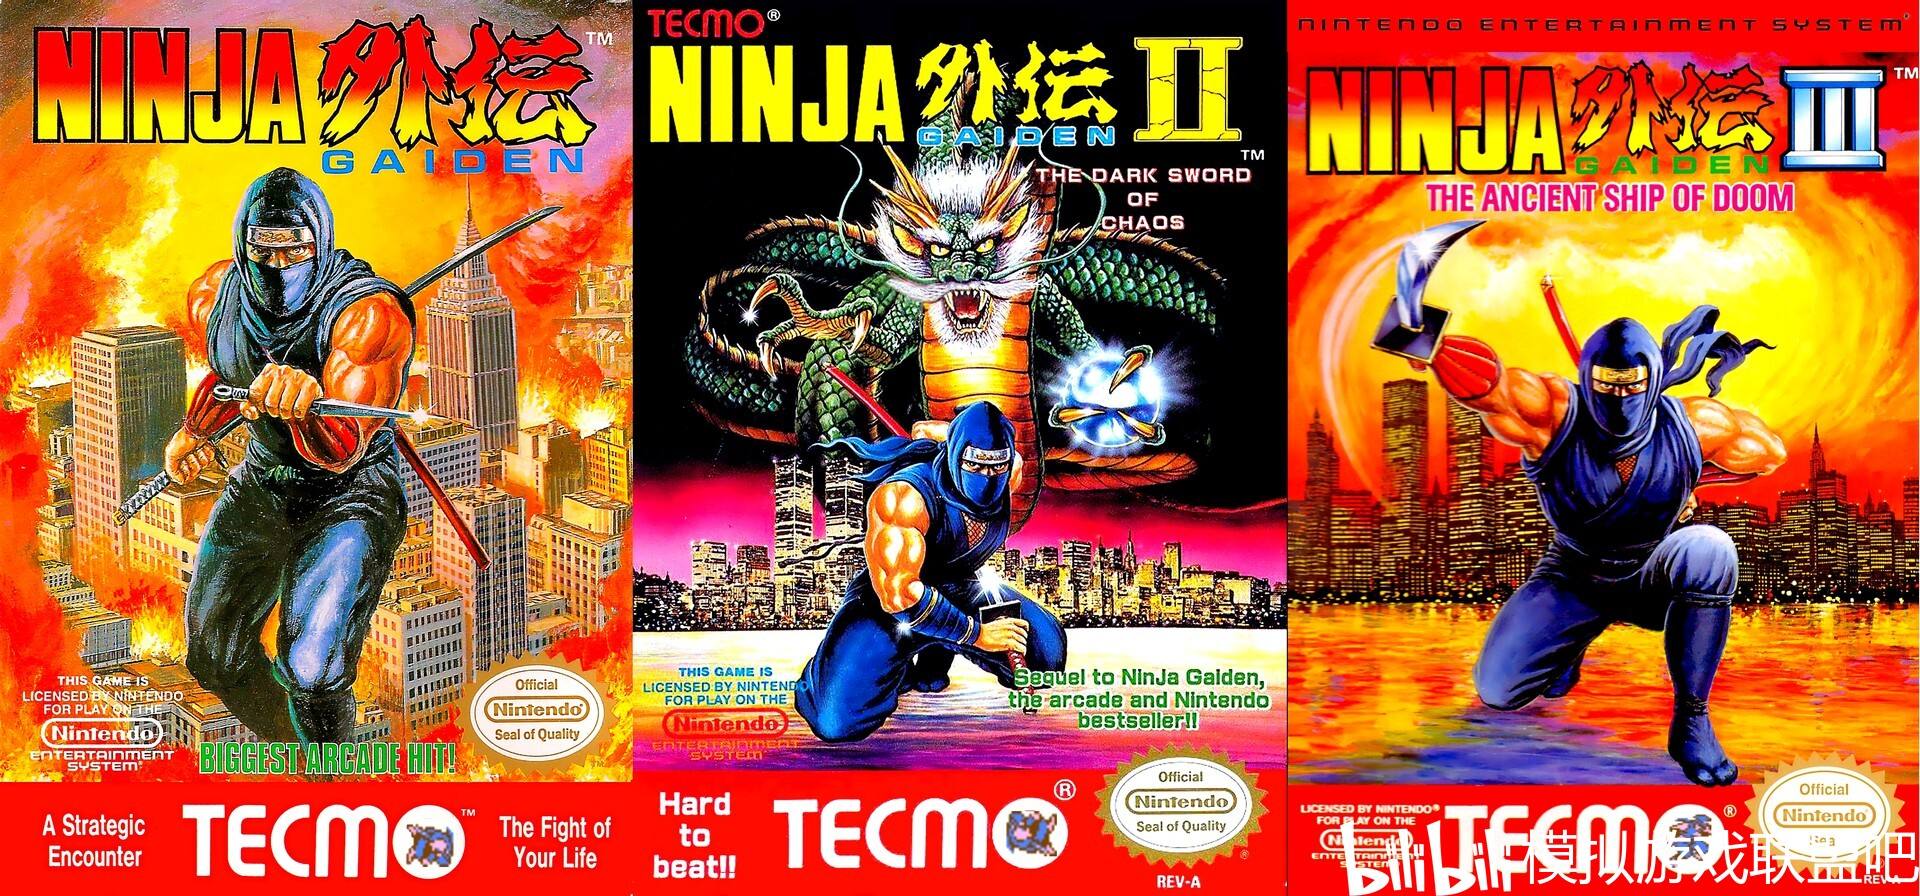 NINJA 外伝 ™
GAIDEN
THIS GAME IS
LICENSED BY NINTENDO
FOR PLAY ON THE
Nintendo
ENTERTAINMENT
SYSTEM®
BIGGEST ARCADE HIT!
Official
Nintendo®
Seal of Quality
A Strategic
Encounter
TECMO™
The Fight of
Your Life
TECMO®
NINJA 外伝 II
GAIDEN
™
THE DARK SWORD
OF
CHAOS
THIS GAME IS
LICENSED BY NINTENDO
FOR PLAY ON THE
Nintendo
ENTERTAINMENT
SYSTEM
Sequel to Ninja Gaiden,
the arcade and Nintendo
bestseller!!
Hard
to
beat!!
TECMO®
Official
Nintendo
Seal of Quality
REV-A
NINTENDO ENTERTAINMENT SYSTEM®
NINJA 外伝 III ™
GAIDEN
THE ANCIENT SHIP OF DOOM
LICENSED BY NINTENDO®
FOR PLAY ON THE
Nintendo
TECMO®
Official
Nintendo
Sea
bilibili 模拟游戏联盟吧